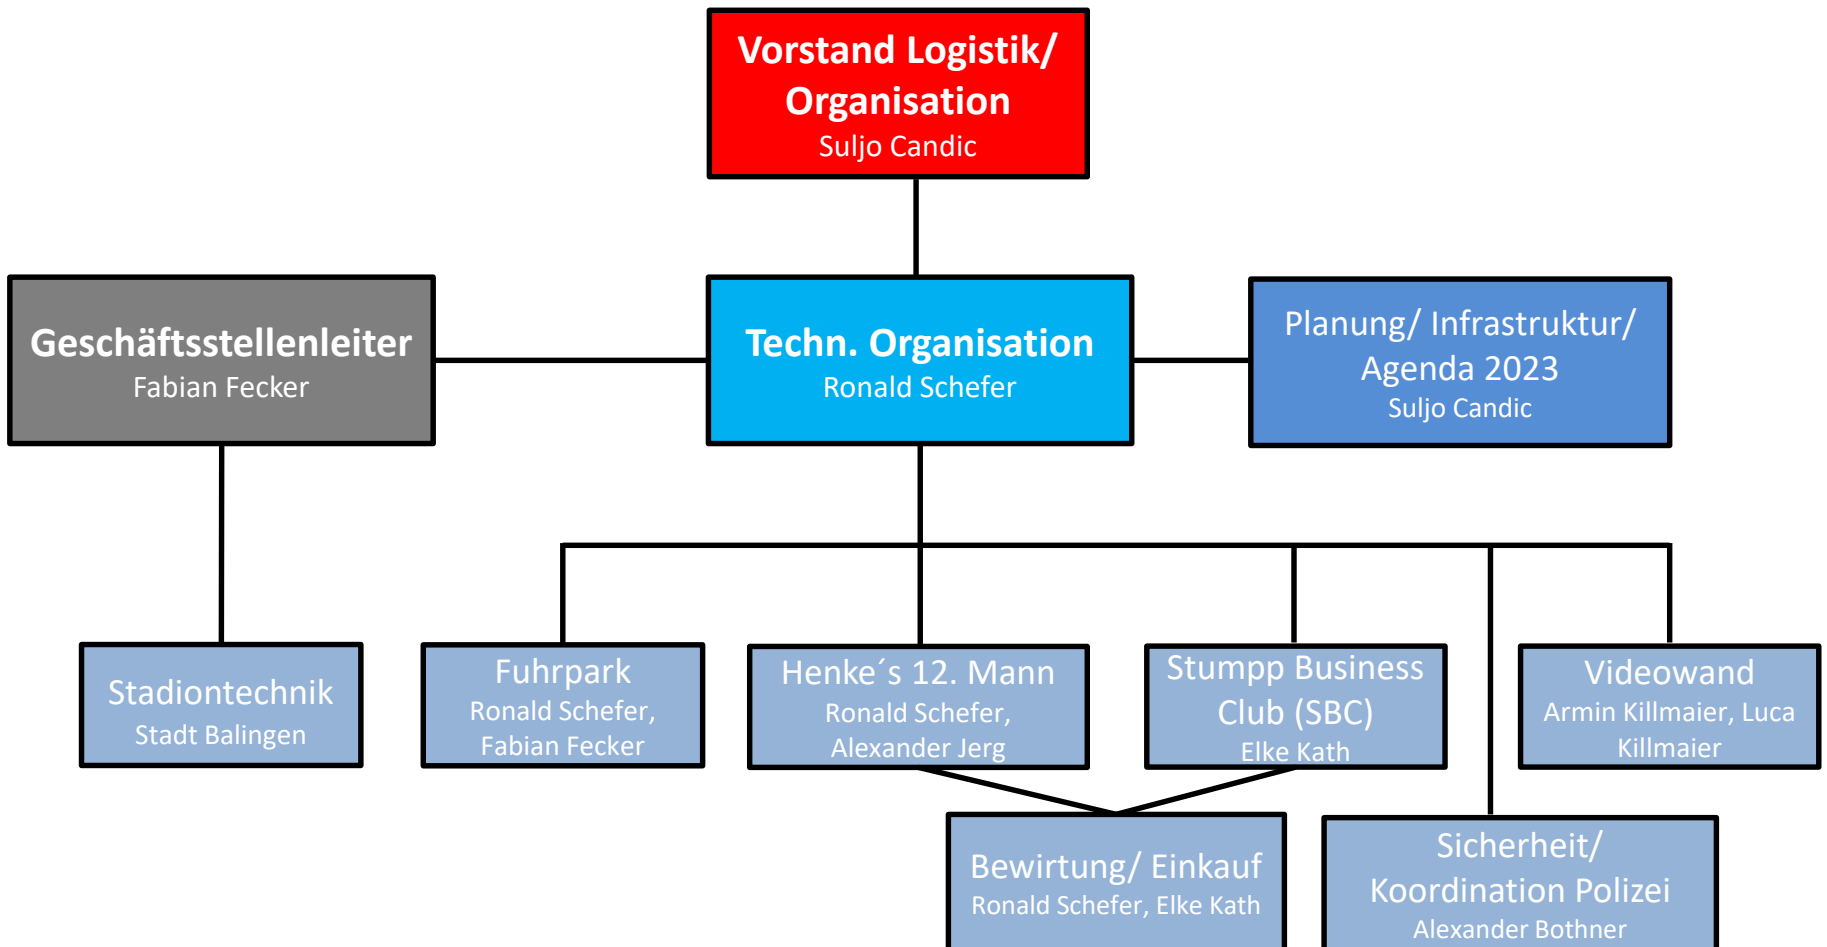 Vorstand Logistik/
Organisation
Suljo Candic
Geschäftsstellenleiter
Fabian Fecker
Techn. Organisation
Ronald Schefer
Planung/ Infrastruktur/
Agenda 2023
Suljo Candic
Stadiontechnik
Stadt Balingen
Fuhrpark
Ronald Schefer,
Fabian Fecker
Henke´s 12. Mann
Ronald Schefer,
Alexander Jerg
Stumpp Business
Club (SBC)
Elke Kath
Videowand
Armin Killmaier, Luca
Killmaier
Bewirtung/ Einkauf
Ronald Schefer, Elke Kath
Sicherheit/
Koordination Polizei
Alexander Bothner